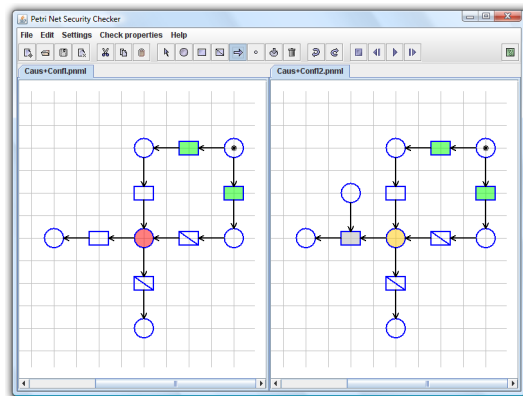 Petri Net Security Checker
File Edit Settings Check properties Help
Caus+Confl.pnml
Caus+Confl2.pnml